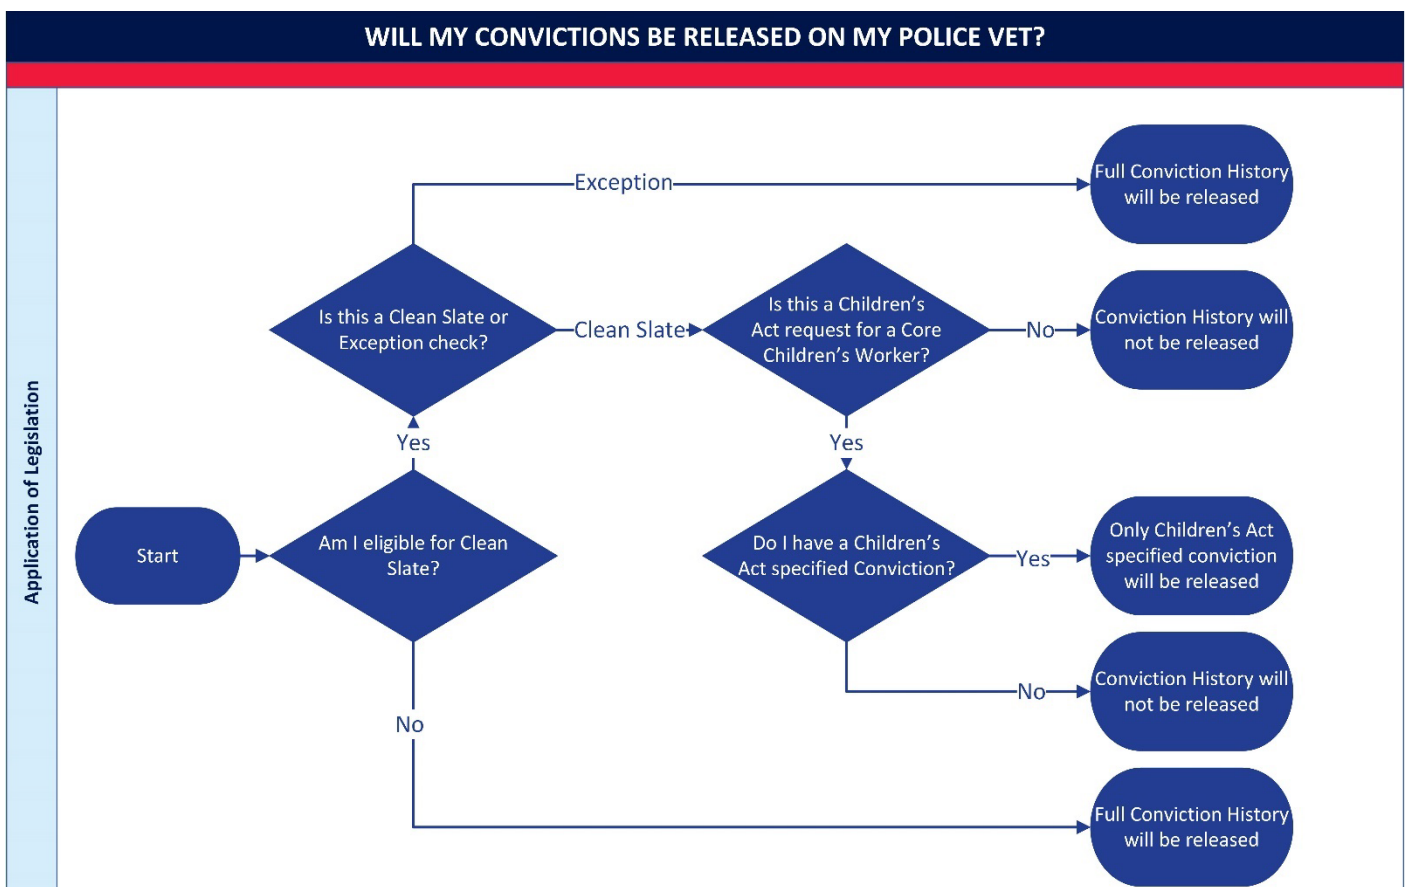 WILL MY CONVICTIONS BE RELEASED ON MY POLICE VET?
Application of Legislation
Exception
Full Conviction History
will be released
Is this a Clean Slate or
Exception check?
Clean Slate
Is this a Children’s
Act request for a Core
Children’s Worker?
No
Conviction History will
not be released
Yes
Yes
Start
Am I eligible for Clean
Slate?
Do I have a Children’s
Act specified Conviction?
Yes
Only Children’s Act
specified conviction
will be released
No
Conviction History will
not be released
No
Full Conviction History
will be released